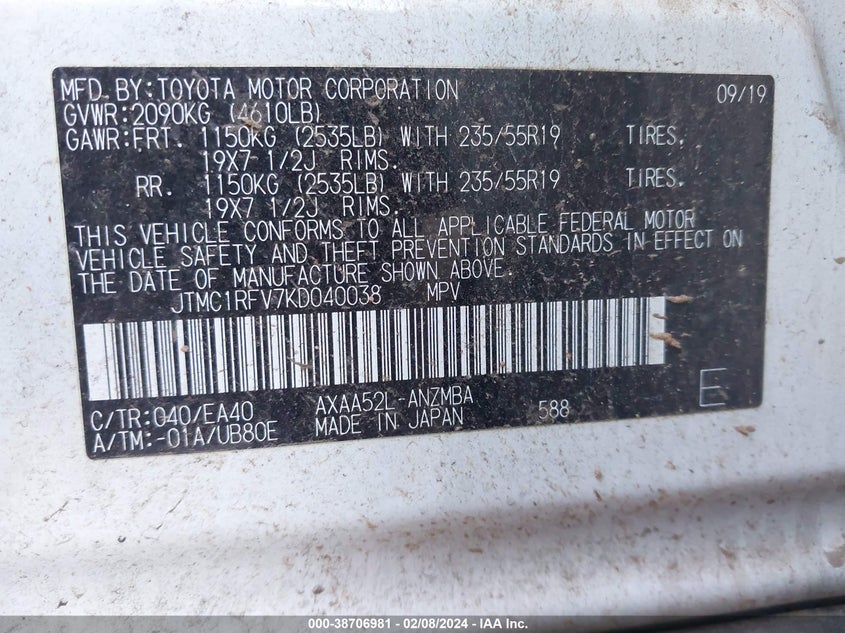 MFD BY:TOYOTA MOTOR CORPORATION 09/19
GVWR:2090KG (4610LB)
GAWR:FRT. 1150KG (2535LB) WITH 235/55R19 TIRES,
19X7 1/2J RIMS.
RR. 1150KG (2535LB) WITH 235/55R19 TIRES.
19X7 1/2J RIMS.
THIS VEHICLE CONFORMS TO ALL APPLICABLE FEDERAL MOTOR
VEHICLE SAFETY AND THEFT PREVENTION STANDARDS IN EFFECT ON
THE DATE OF MANUFACTURE SHOWN ABOVE.
JTMC1RFV7KD040038 MPV
C/TR:040/EA40 AXAA52L-ANZMBA 588 E
A/TM:-01A/UB80E MADE IN JAPAN
000-38706981 - 02/08/2024 - IAA Inc.